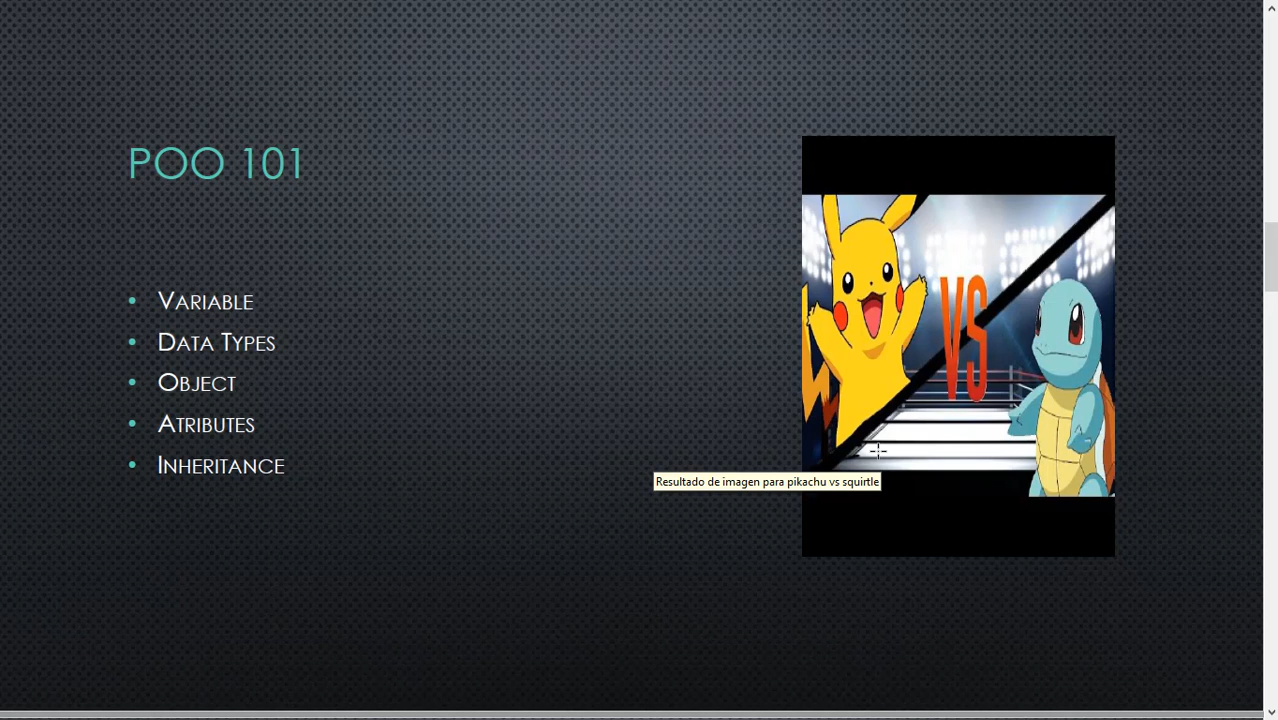 POO 101
Variable
Data Types
Object
Atributes
Inheritance
VS
Resultado de imagen para pikachu vs squirtle